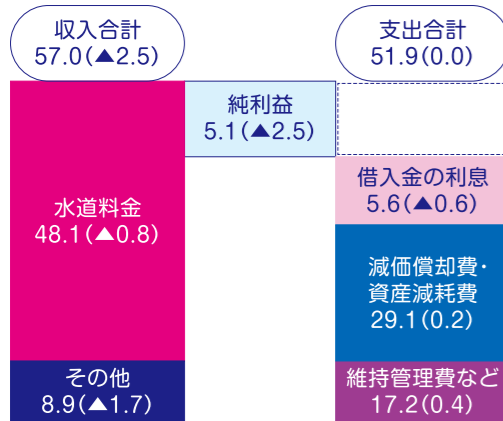 収入合計
57.0(▲2.5)
支出合計
51.9(0.0)
純利益
5.1(▲2.5)
水道料金
48.1(▲0.8)
その他
8.9(▲1.7)
借入金の利息
5.6(▲0.6)
減価償却費・
資産減耗費
29.1(0.2)
維持管理費など
17.2(0.4)